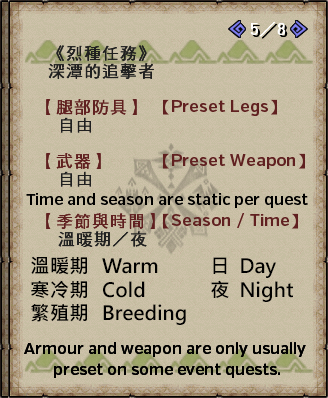 5/8
《烈種任務》
深潭的追擊者
【腿部防具】 【Preset Legs】
自由
【武器】 【Preset Weapon】
自由
Time and season are static per quest
【季節與時間】【Season / Time】
溫暖期／夜
溫暖期 Warm 日 Day
寒冷期 Cold 夜 Night
繁殖期 Breeding
Armour and weapon are only usually
preset on some event quests.